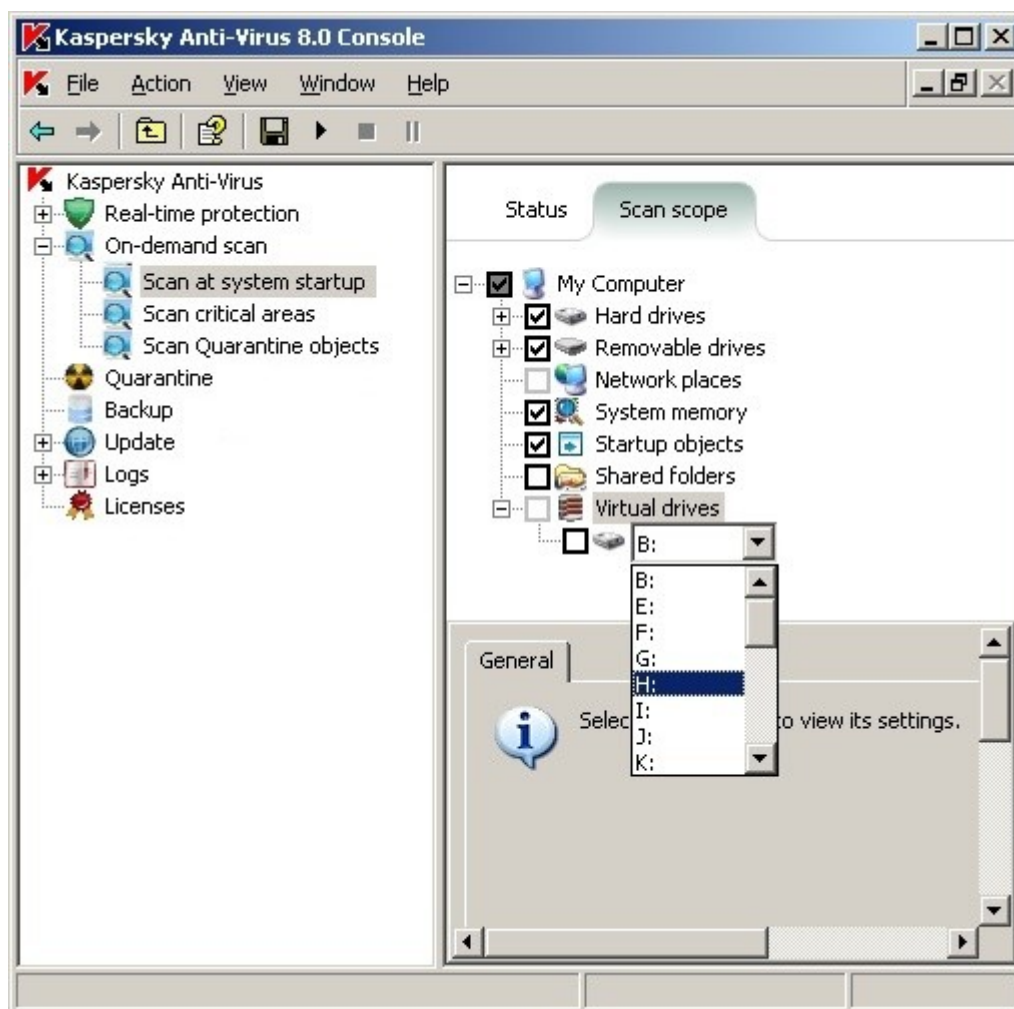 Kaspersky Anti-Virus 8.0 Console
File Action View Window Help
Kaspersky Anti-Virus
Real-time protection
On-demand scan
Scan at system startup
Scan critical areas
Scan Quarantine objects
Quarantine
Backup
Update
Logs
Licenses
Status Scan scope
My Computer
Hard drives
Removable drives
Network places
System memory
Startup objects
Shared folders
Virtual drives
B:
B:
E:
F:
G:
H:
I:
J:
K:
General
Selec to view its settings.